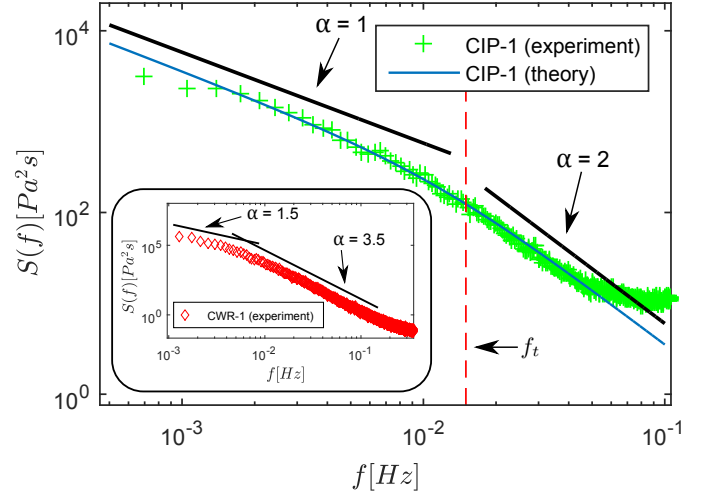 10^4
α = 1
CIP-1 (experiment)
CIP-1 (theory)
α = 2
S(f)[Pa^2s]
10^2
10^0
f_t
10^-3
10^-2
10^-1
f[Hz]
α = 1.5
10^5
α = 3.5
S(f)[Pa^2s]
10^0
CWR-1 (experiment)
10^-3
10^-2
10^-1
f[Hz]